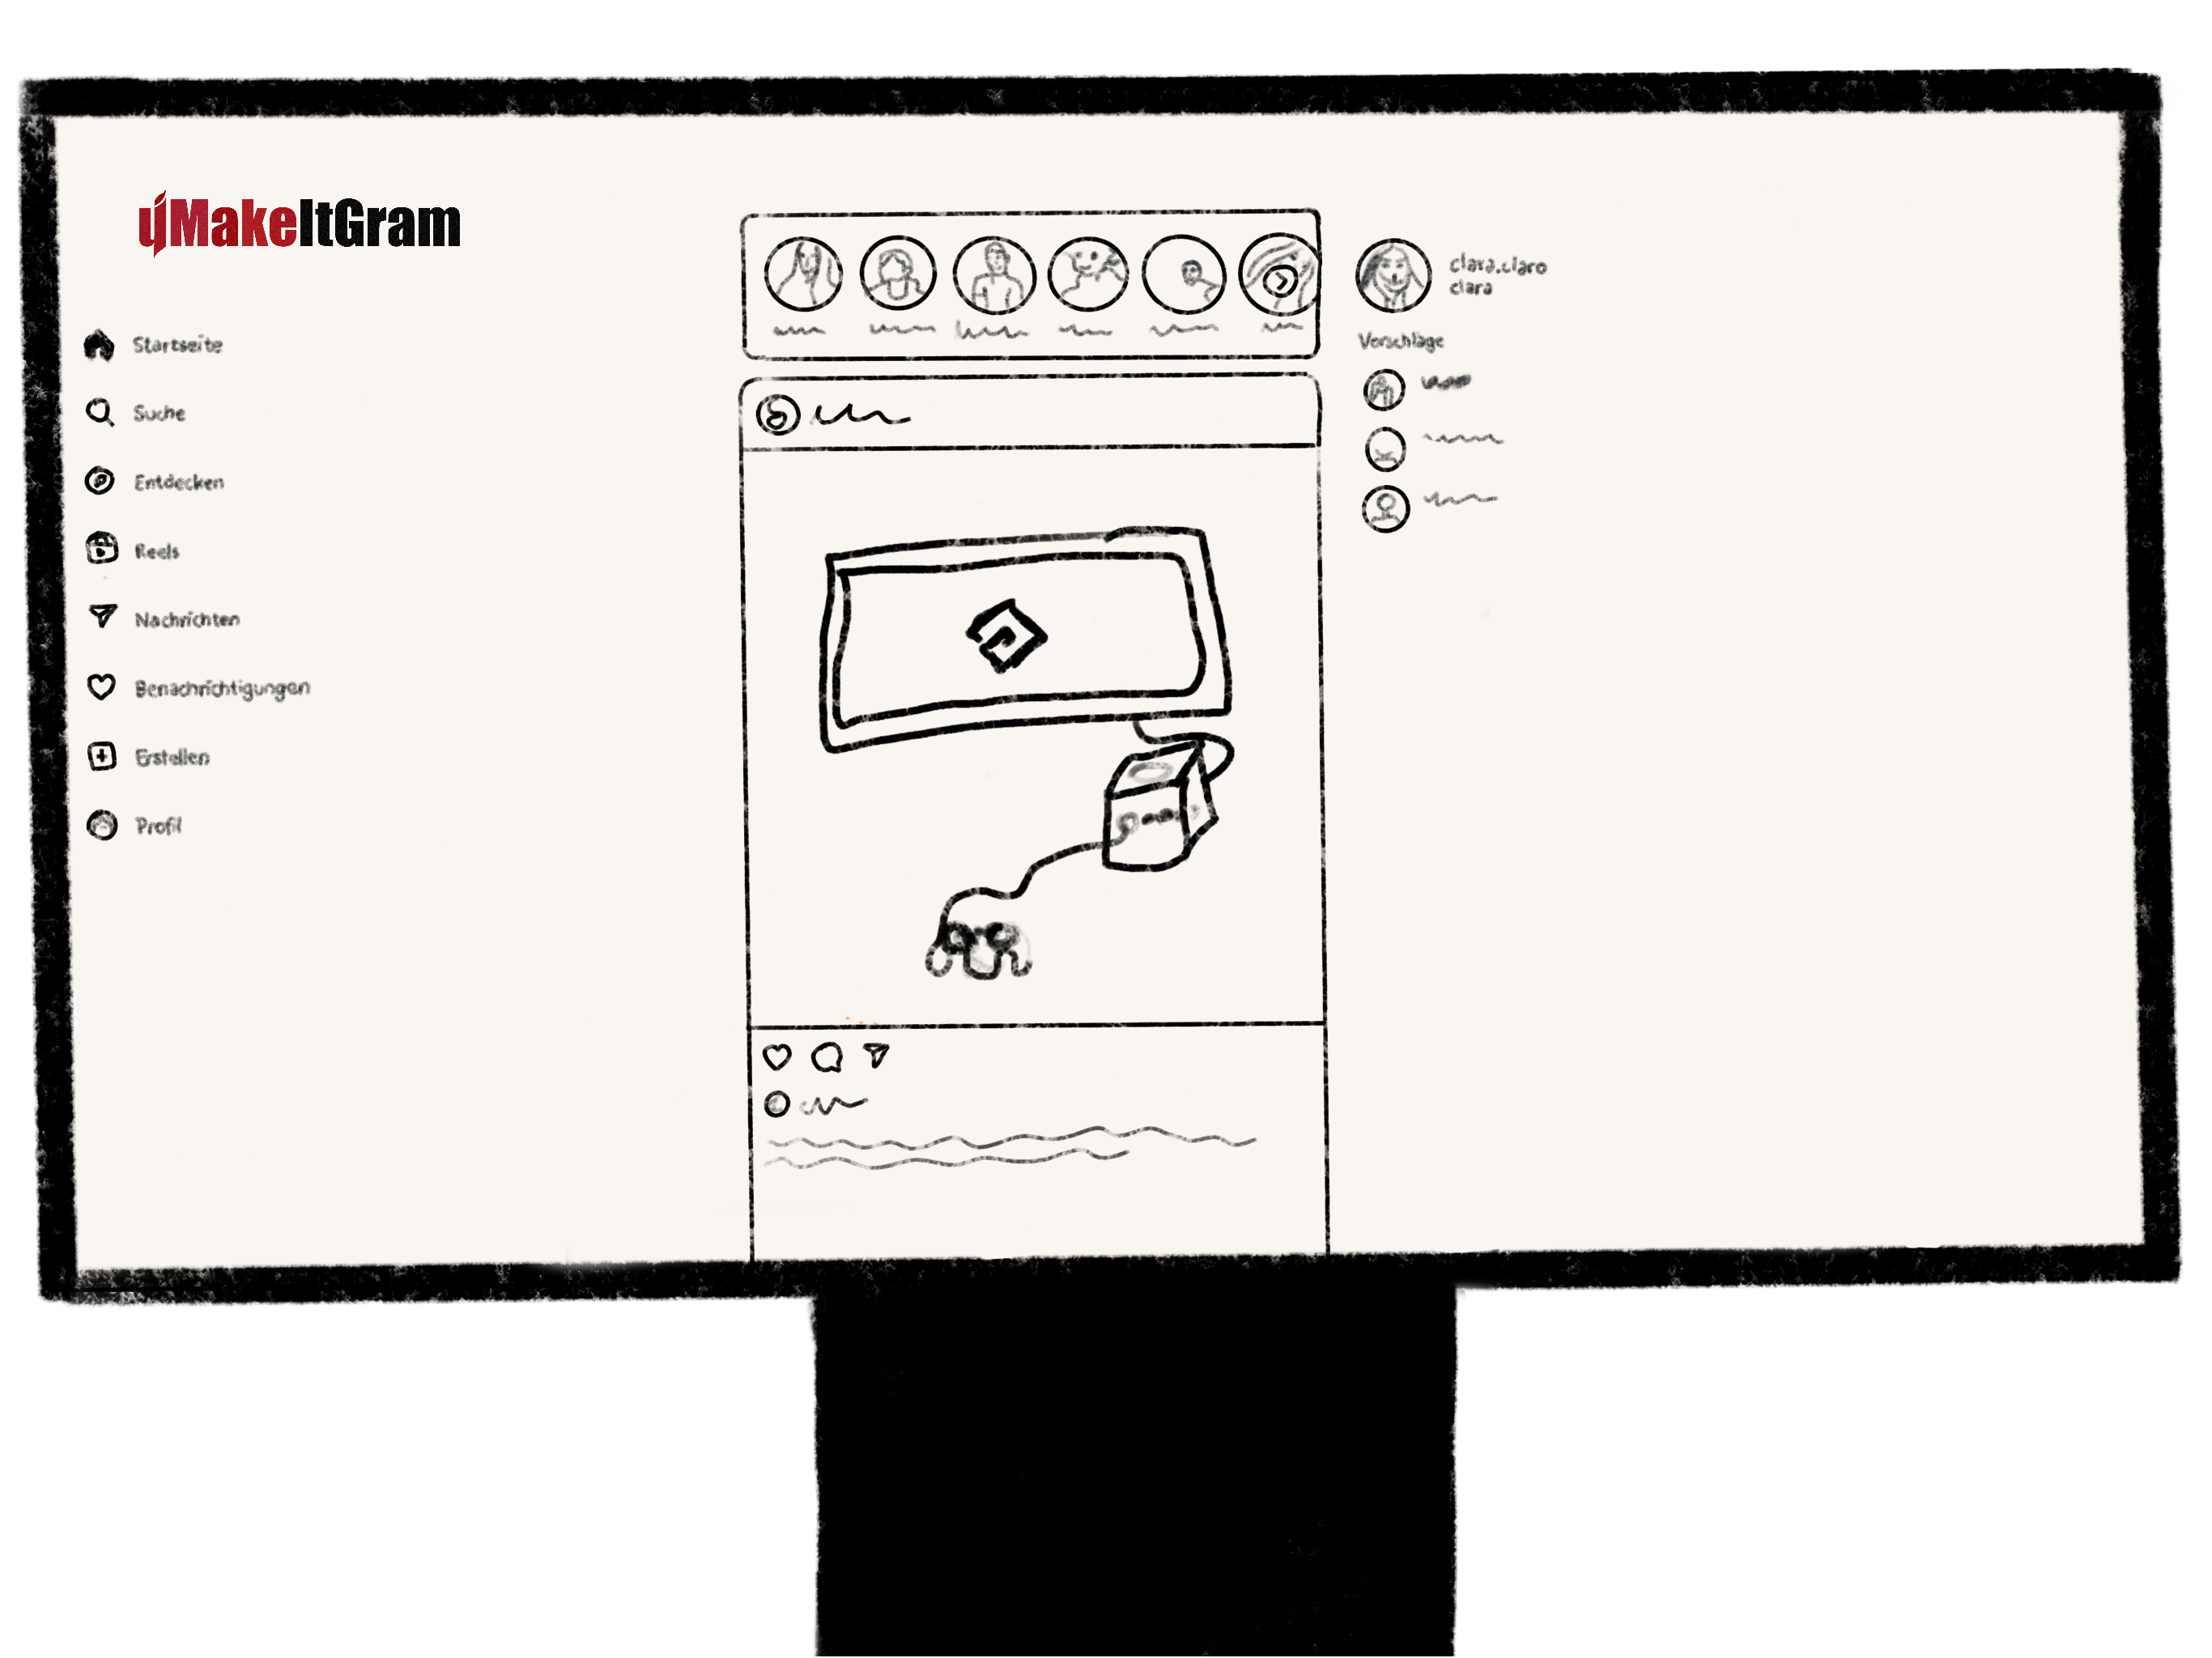 uMakeItGram
Startseite
Suche
Entdecken
Reels
Nachrichten
Benachrichtigungen
Erstellen
Profil
clara.claro
clara
Vorschläge